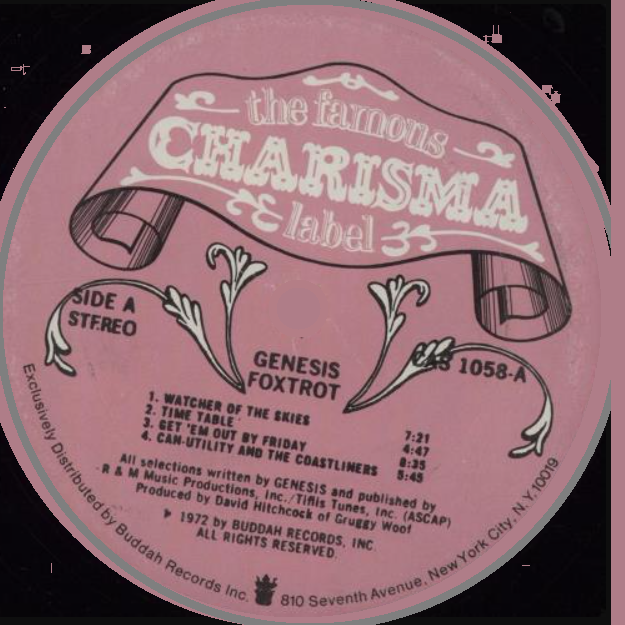 the famous
CHARISMA
label
SIDE A
STEREO
GENESIS
FOXTROT
CAS 1058-A
1. WATCHER OF THE SKIES 7:21
2. TIME TABLE 4:47
3. GET 'EM OUT BY FRIDAY 8:35
4. CAN-UTILITY AND THE COASTLINERS 5:45
All selections written by GENESIS and published by
R & M Music Productions, Inc./Tiflis Tunes, Inc. (ASCAP)
Produced by David Hitchcock of Gruggy Woof
1972 by BUDDAH RECORDS, INC.
ALL RIGHTS RESERVED.
Exclusively Distributed by Buddah Records Inc. 810 Seventh Avenue, New York City, N.Y. 10019